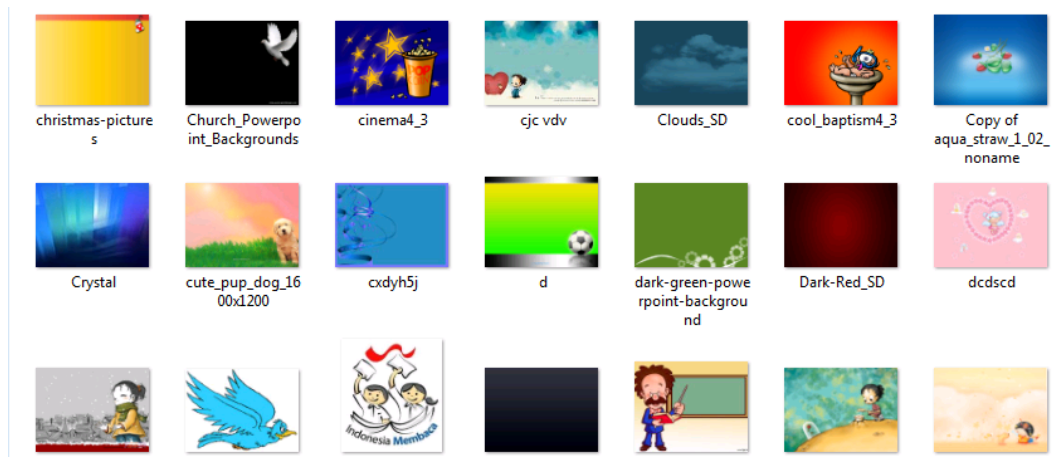 POP
christmas-picture
s
Church_Powerpo
int_Backgrounds
cinema4_3
cjc vdv
Clouds_SD
cool_baptism4_3
Copy of
aqua_straw_1_02_
noname
Crystal
cute_pup_dog_16
00x1200
cxdyh5j
d
dark-green-powe
rpoint-backgrou
nd
Dark-Red_SD
dcdscd
Indonesia Membaca